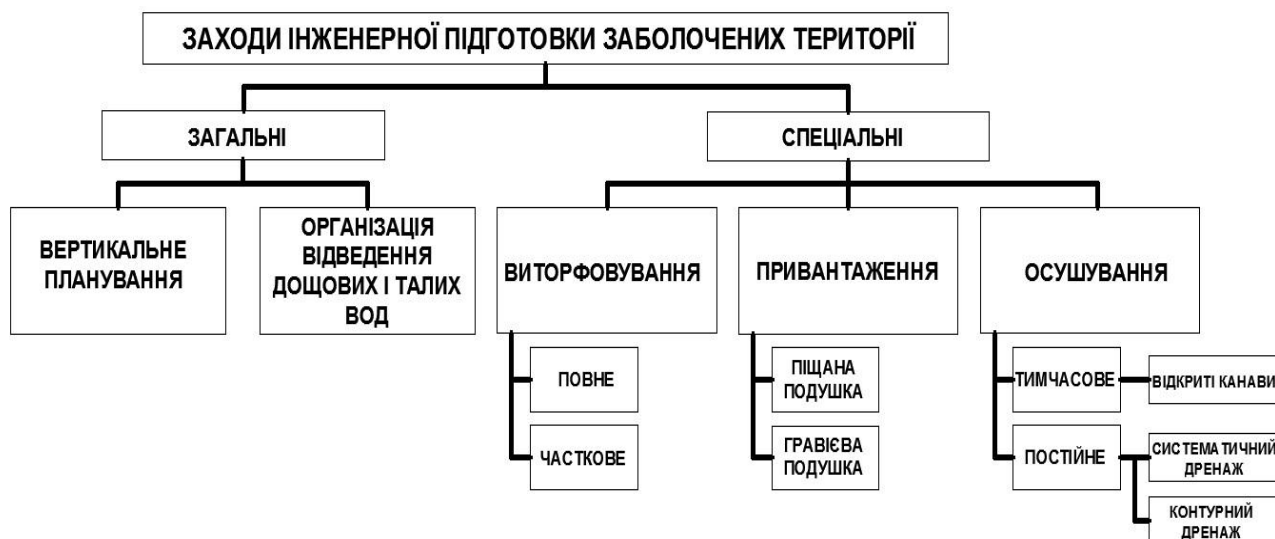 ЗАХОДИ ІНЖЕНЕРНОЇ ПІДГОТОВКИ ЗАБОЛОЧЕНИХ ТЕРИТОРІЇ
ЗАГАЛЬНІ
СПЕЦІАЛЬНІ
ВЕРТИКАЛЬНЕ
ПЛАНУВАННЯ
ОРГАНІЗАЦІЯ
ВІДВЕДЕННЯ
ДОЩОВИХ І ТАЛИХ
ВОД
ВИТОРФОВУВАННЯ
ПРИВАНТАЖЕННЯ
ОСУШУВАННЯ
ПОВНЕ
ЧАСТКОВЕ
ПІЩАНА
ПОДУШКА
ГРАВІЄВА
ПОДУШКА
ТИМЧАСОВЕ
ВІДКРИТІ КАНАВИ
ПОСТІЙНЕ
СИСТЕМАТИЧНИЙ
ДРЕНАЖ
КОНТУРНИЙ
ДРЕНАЖ